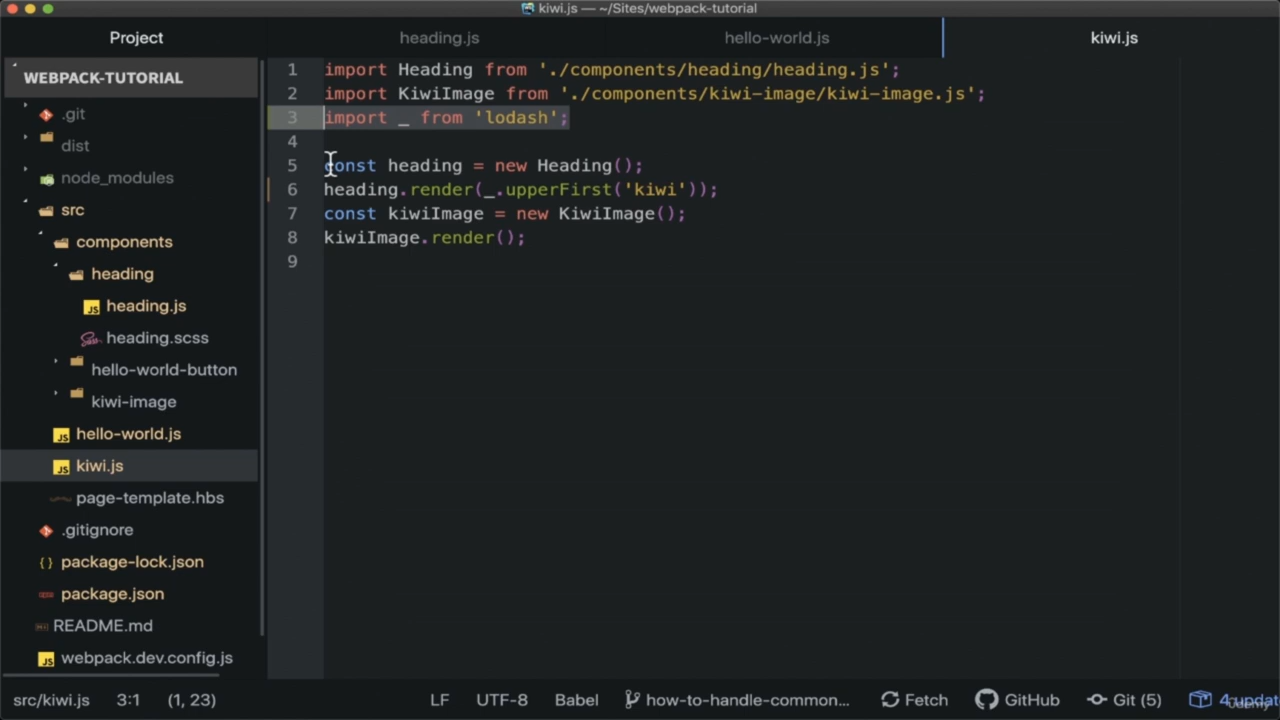 kiwi.js — ~/Sites/webpack-tutorial
Project
heading.js
hello-world.js
kiwi.js
WEBPACK-TUTORIAL
.git
dist
node_modules
src
components
heading
heading.js
heading.scss
hello-world-button
kiwi-image
hello-world.js
kiwi.js
page-template.hbs
.gitignore
package-lock.json
package.json
README.md
webpack.dev.config.js
1 import Heading from './components/heading/heading.js';
2 import KiwiImage from './components/kiwi-image/kiwi-image.js';
3 import _ from 'lodash';
4
5 const heading = new Heading();
6 heading.render(_.upperFirst('kiwi'));
7 const kiwiImage = new KiwiImage();
8 kiwiImage.render();
9
src/kiwi.js 3:1 (1, 23) LF UTF-8 Babel how-to-handle-common... Fetch GitHub Git (5) 4 updat
Udemy